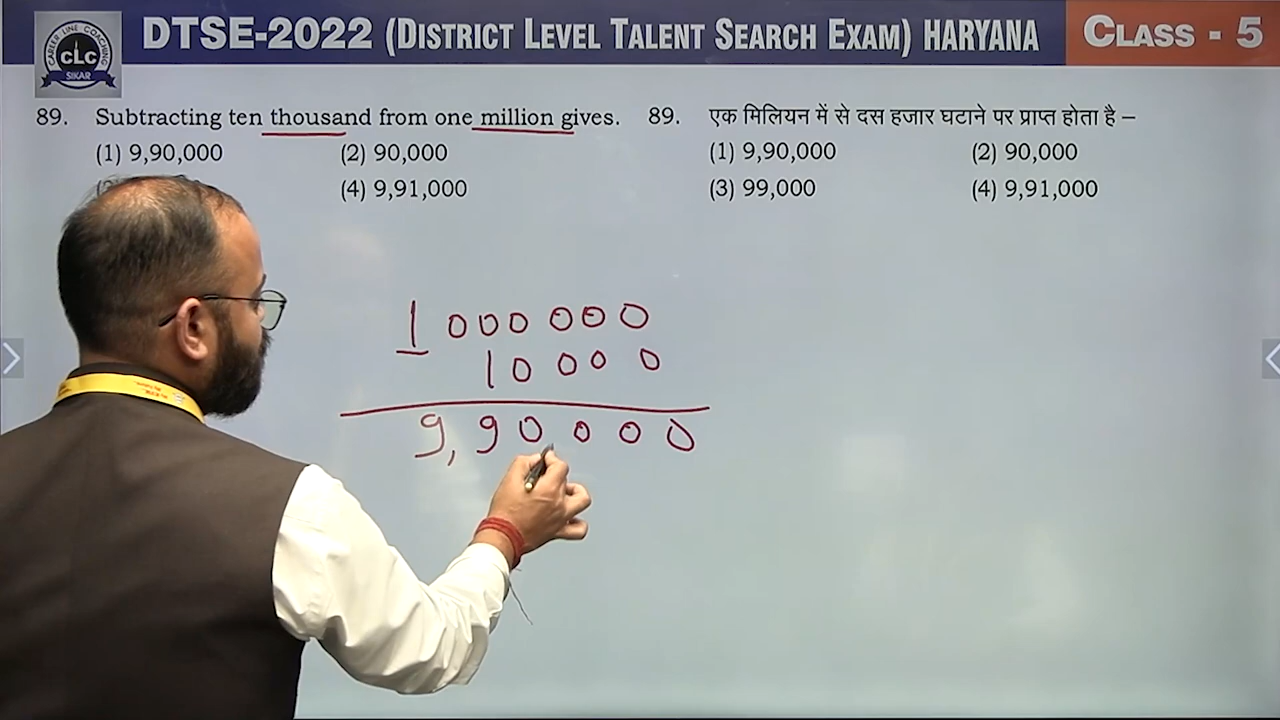 DTSE-2022 (DISTRICT LEVEL TALENT SEARCH EXAM) HARYANA
CLASS - 5
CAREER LINE COACHING
CLC
SIKAR
89. Subtracting ten thousand from one million gives.
(1) 9,90,000 (2) 90,000
(4) 9,91,000
89. एक मिलियन में से दस हजार घटाने पर प्राप्त होता है –
(1) 9,90,000 (2) 90,000
(3) 99,000 (4) 9,91,000
1000000
10000
9,90000